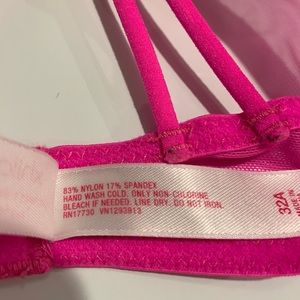 83% NYLON 17% SPANDEX
HAND WASH COLD. ONLY NON-CHLORINE
BLEACH IF NEEDED. LINE DRY. DO NOT IRON.
RN17730 VN1293913
32A